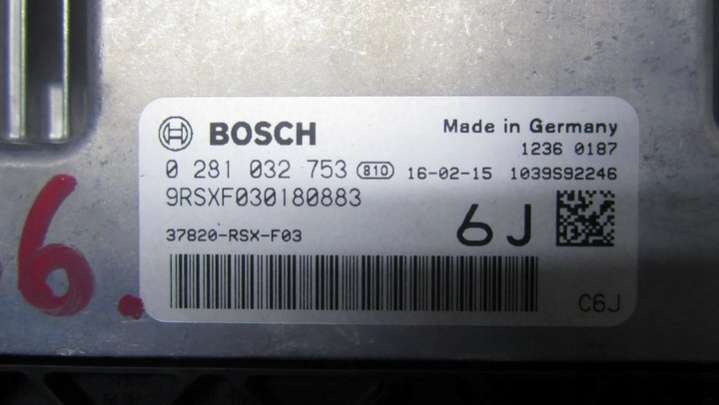 BOSCH
Made in Germany
1236 0187
0 281 032 753 810 16-02-15 1039S92246
9RSXF030180883
37820-RSX-F03
6J
C6J
6.